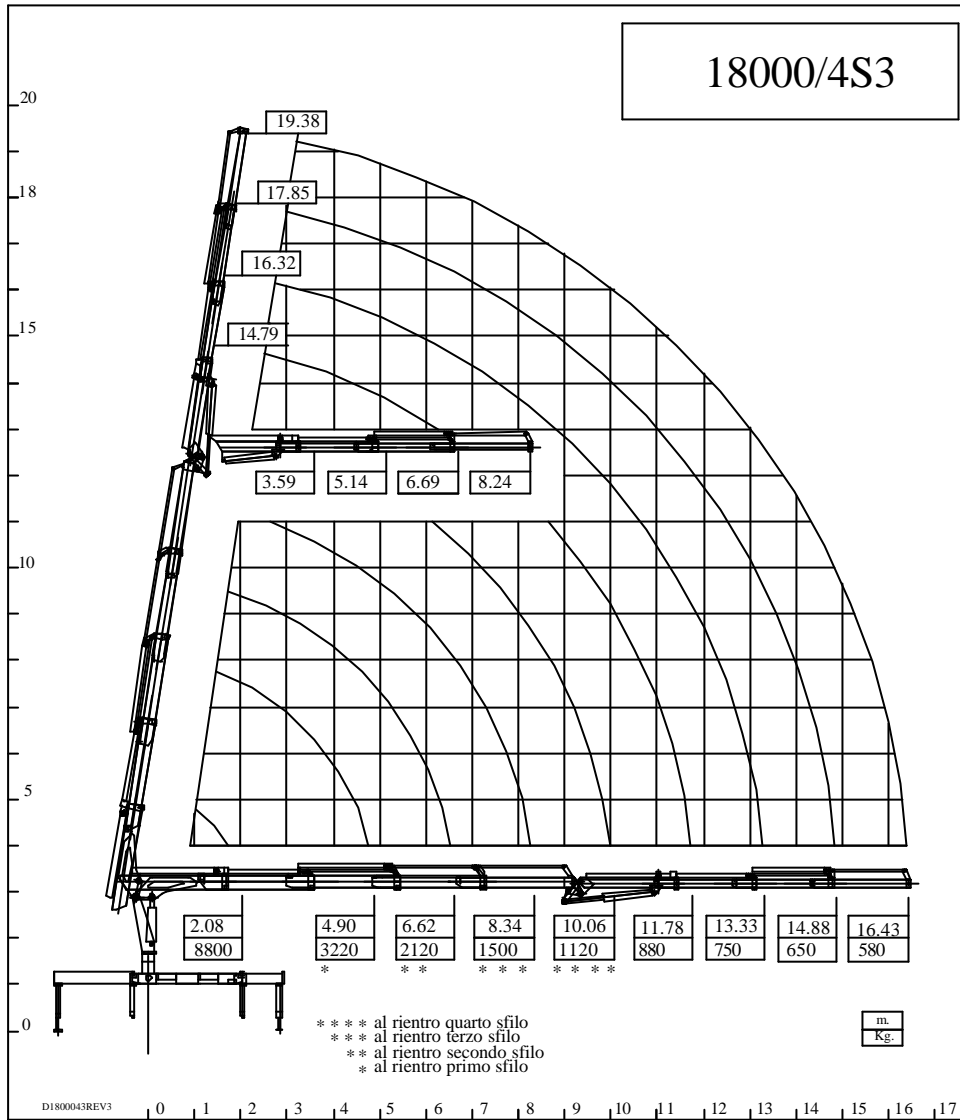 18000/4S3
20
19.38
18
17.85
16.32
15
14.79
3.59 5.14 6.69 8.24
10
5
2.08 4.90 6.62 8.34 10.06 11.78 13.33 14.88 16.43
8800 3220 2120 1500 1120 880 750 650 580
* * * * * * * * * *
0
* * * * al rientro quarto sfilo
* * * al rientro terzo sfilo
** al rientro secondo sfilo
* al rientro primo sfilo
m.
Kg.
D1800043REV3
0 1 2 3 4 5 6 7 8 9 10 11 12 13 14 15 16 17